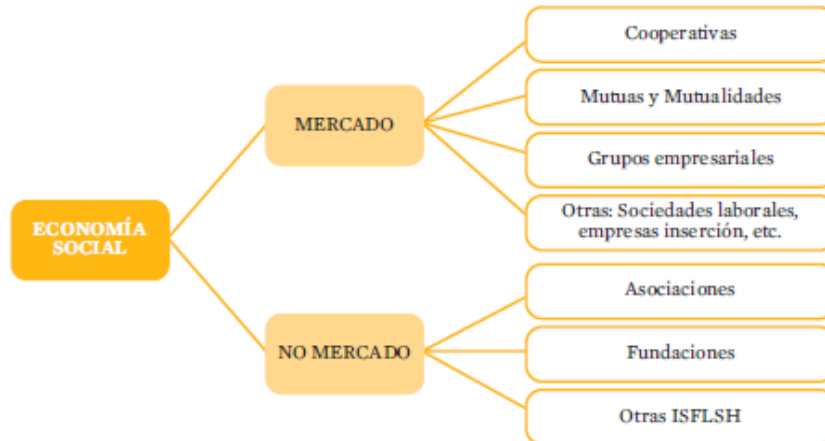 Cooperativas
Mutuas y Mutualidades
MERCADO
Grupos empresariales
Otras: Sociedades laborales,
empresas inserción, etc.
ECONOMÍA
SOCIAL
Asociaciones
NO MERCADO
Fundaciones
Otras ISFLSH